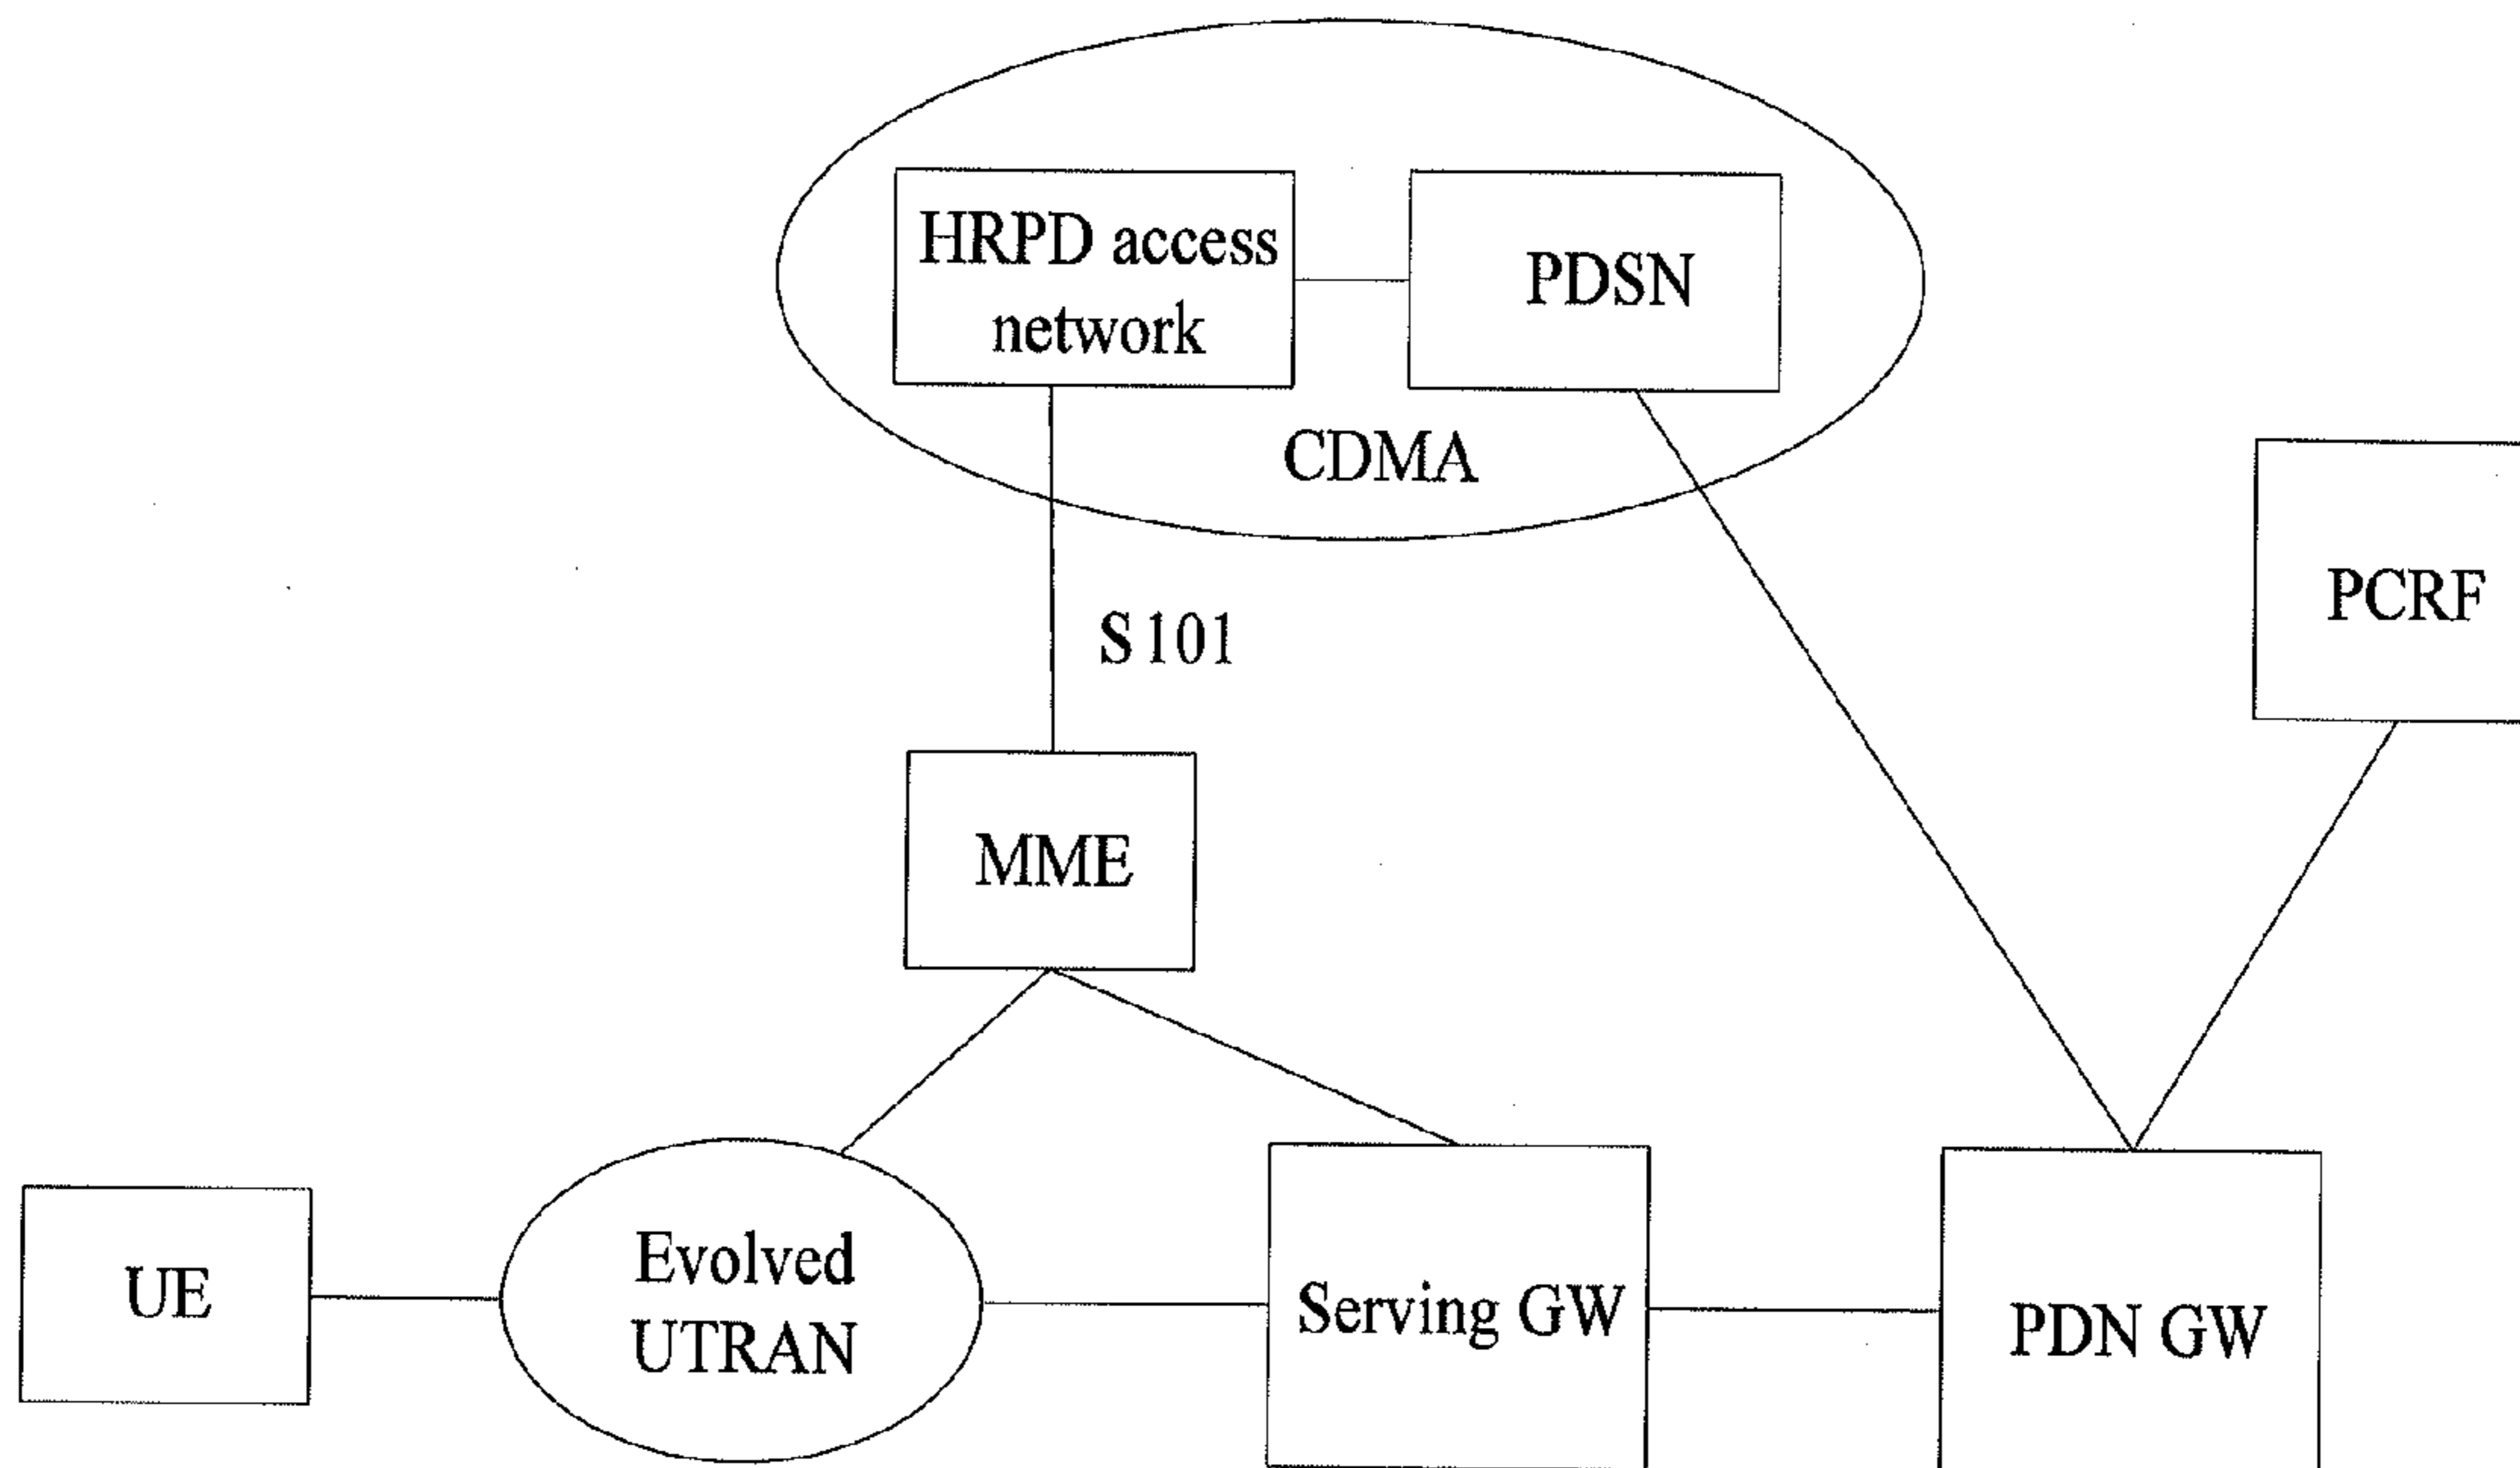 HRPD access
network
PDSN
CDMA
PCRF
S101
MME
UE
Evolved
UTRAN
Serving GW
PDN GW